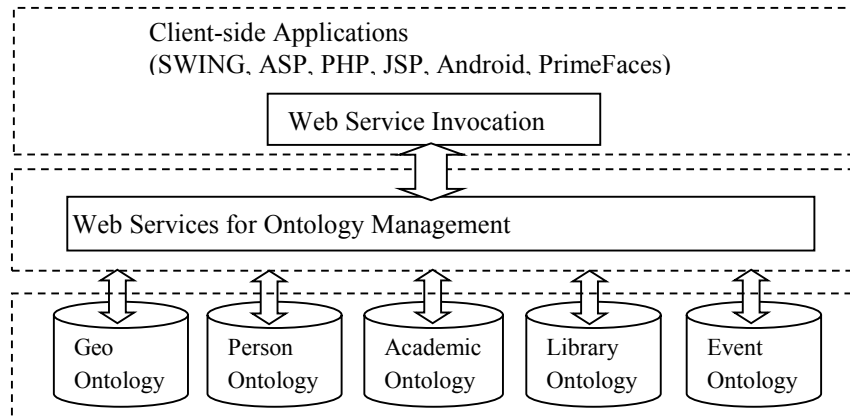 Client-side Applications
(SWING, ASP, PHP, JSP, Android, PrimeFaces)
Web Service Invocation
Web Services for Ontology Management
Geo Ontology
Person Ontology
Academic Ontology
Library Ontology
Event Ontology